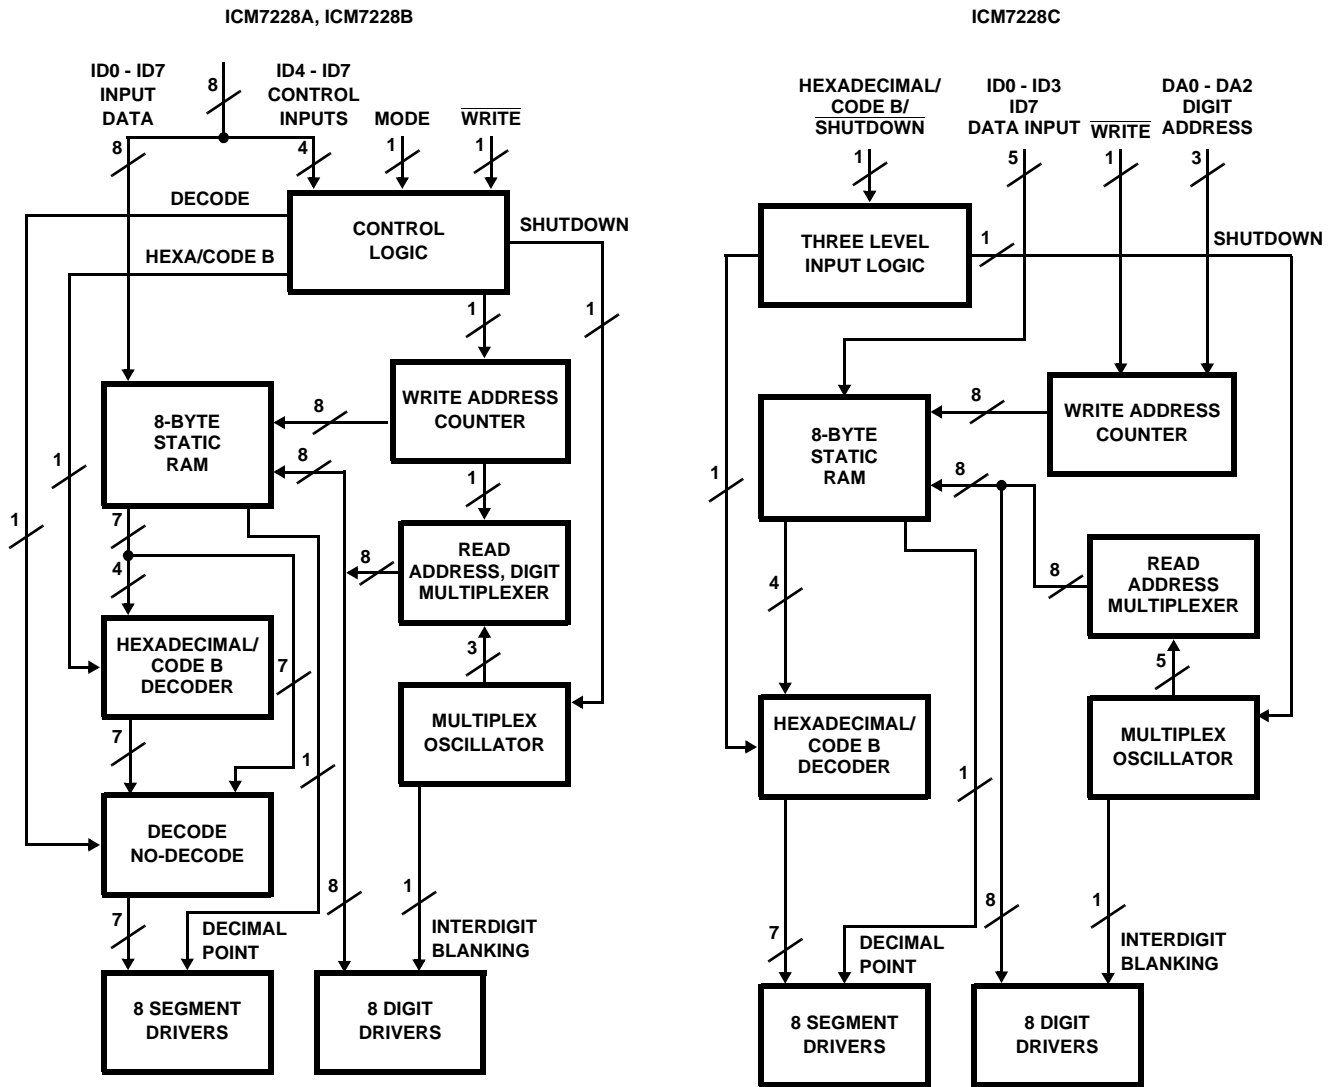 ICM7228A, ICM7228B
ID0 - ID7
INPUT
DATA
8
ID4 - ID7
CONTROL
INPUTS
MODE
WRITE
8
4
1
1
DECODE
HEXA/CODE B
CONTROL
LOGIC
SHUTDOWN
1
1
8-BYTE
STATIC
RAM
8
WRITE ADDRESS
COUNTER
8
1
1
1
7
4
8
READ
ADDRESS, DIGIT
MULTIPLEXER
HEXADECIMAL/
CODE B
DECODER
7
3
MULTIPLEX
OSCILLATOR
7
1
DECODE
NO-DECODE
8
1
7
DECIMAL
POINT
INTERDIGIT
BLANKING
8 SEGMENT
DRIVERS
8 DIGIT
DRIVERS
ICM7228C
HEXADECIMAL/
CODE B/
SHUTDOWN
ID0 - ID3
ID7
DATA INPUT
WRITE
DA0 - DA2
DIGIT
ADDRESS
1
5
1
3
THREE LEVEL
INPUT LOGIC
1
SHUTDOWN
8-BYTE
STATIC
RAM
8
WRITE ADDRESS
COUNTER
1
8
4
8
READ
ADDRESS
MULTIPLEXER
5
HEXADECIMAL/
CODE B
DECODER
MULTIPLEX
OSCILLATOR
1
8
1
7
DECIMAL
POINT
INTERDIGIT
BLANKING
8 SEGMENT
DRIVERS
8 DIGIT
DRIVERS